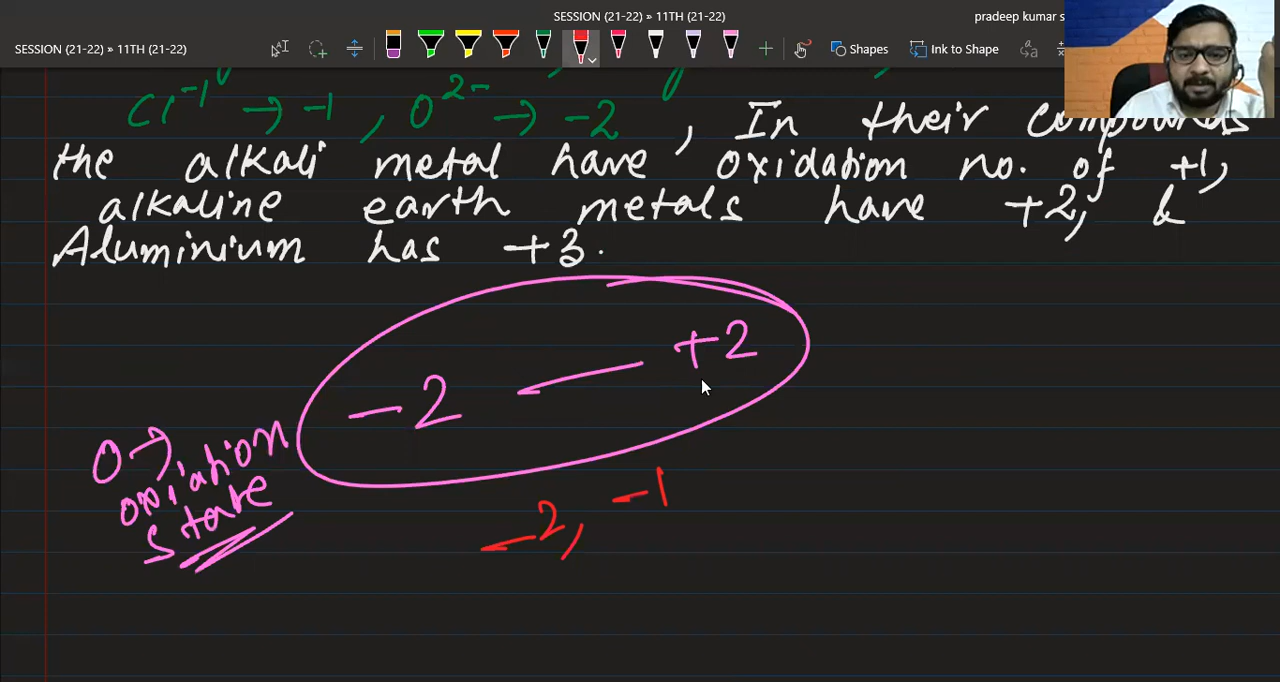 SESSION (21-22) » 11TH (21-22)
pradeep kumar s
SESSION (21-22) » 11TH (21-22)
Shapes
Ink to Shape
Cl⁻¹ → -1 , O²⁻ → -2 , In their compounds
the alkali metal have oxidation no. of +1,
alkaline earth metals have +2, &
Aluminium has +3.
-2 — +2
O →
oxiation
state
-2, -1